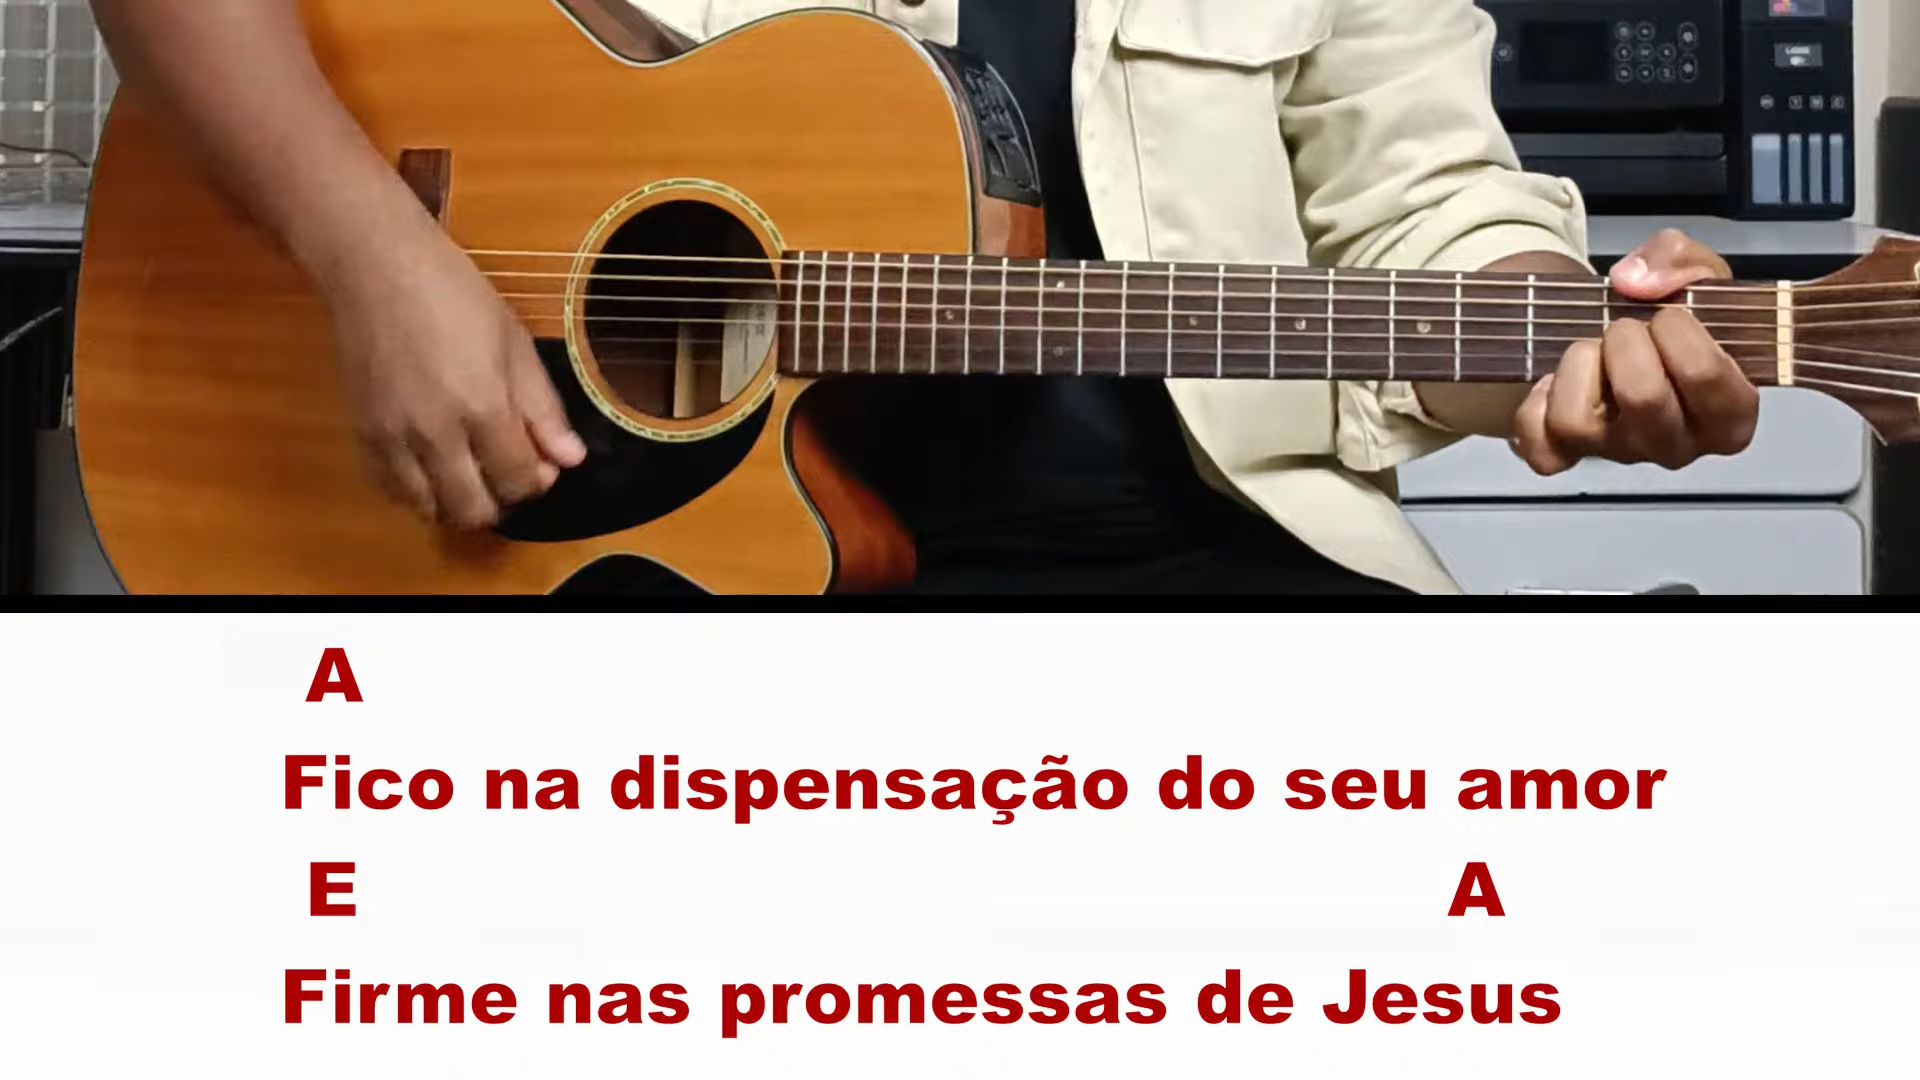 A
Fico na dispensação do seu amor
E A
Firme nas promessas de Jesus